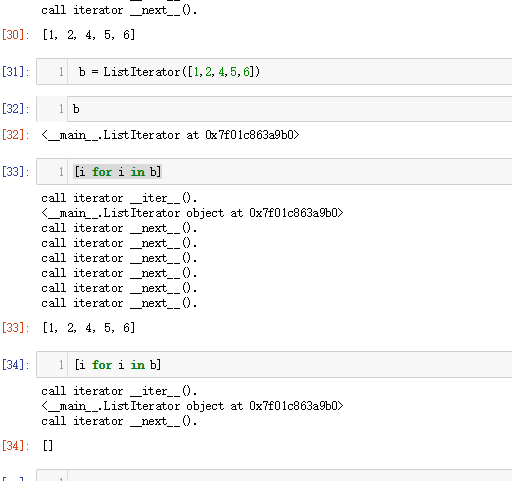 call iterator __next__().
[30]: [1, 2, 4, 5, 6]
[31]: 1 b = ListIterator([1,2,4,5,6])
[32]: 1 b
[32]: <__main__.ListIterator at 0x7f01c863a9b0>
[33]: 1 [i for i in b]
call iterator __iter__().
<__main__.ListIterator object at 0x7f01c863a9b0>
call iterator __next__().
call iterator __next__().
call iterator __next__().
call iterator __next__().
call iterator __next__().
call iterator __next__().
[33]: [1, 2, 4, 5, 6]
[34]: 1 [i for i in b]
call iterator __iter__().
<__main__.ListIterator object at 0x7f01c863a9b0>
call iterator __next__().
[34]: []